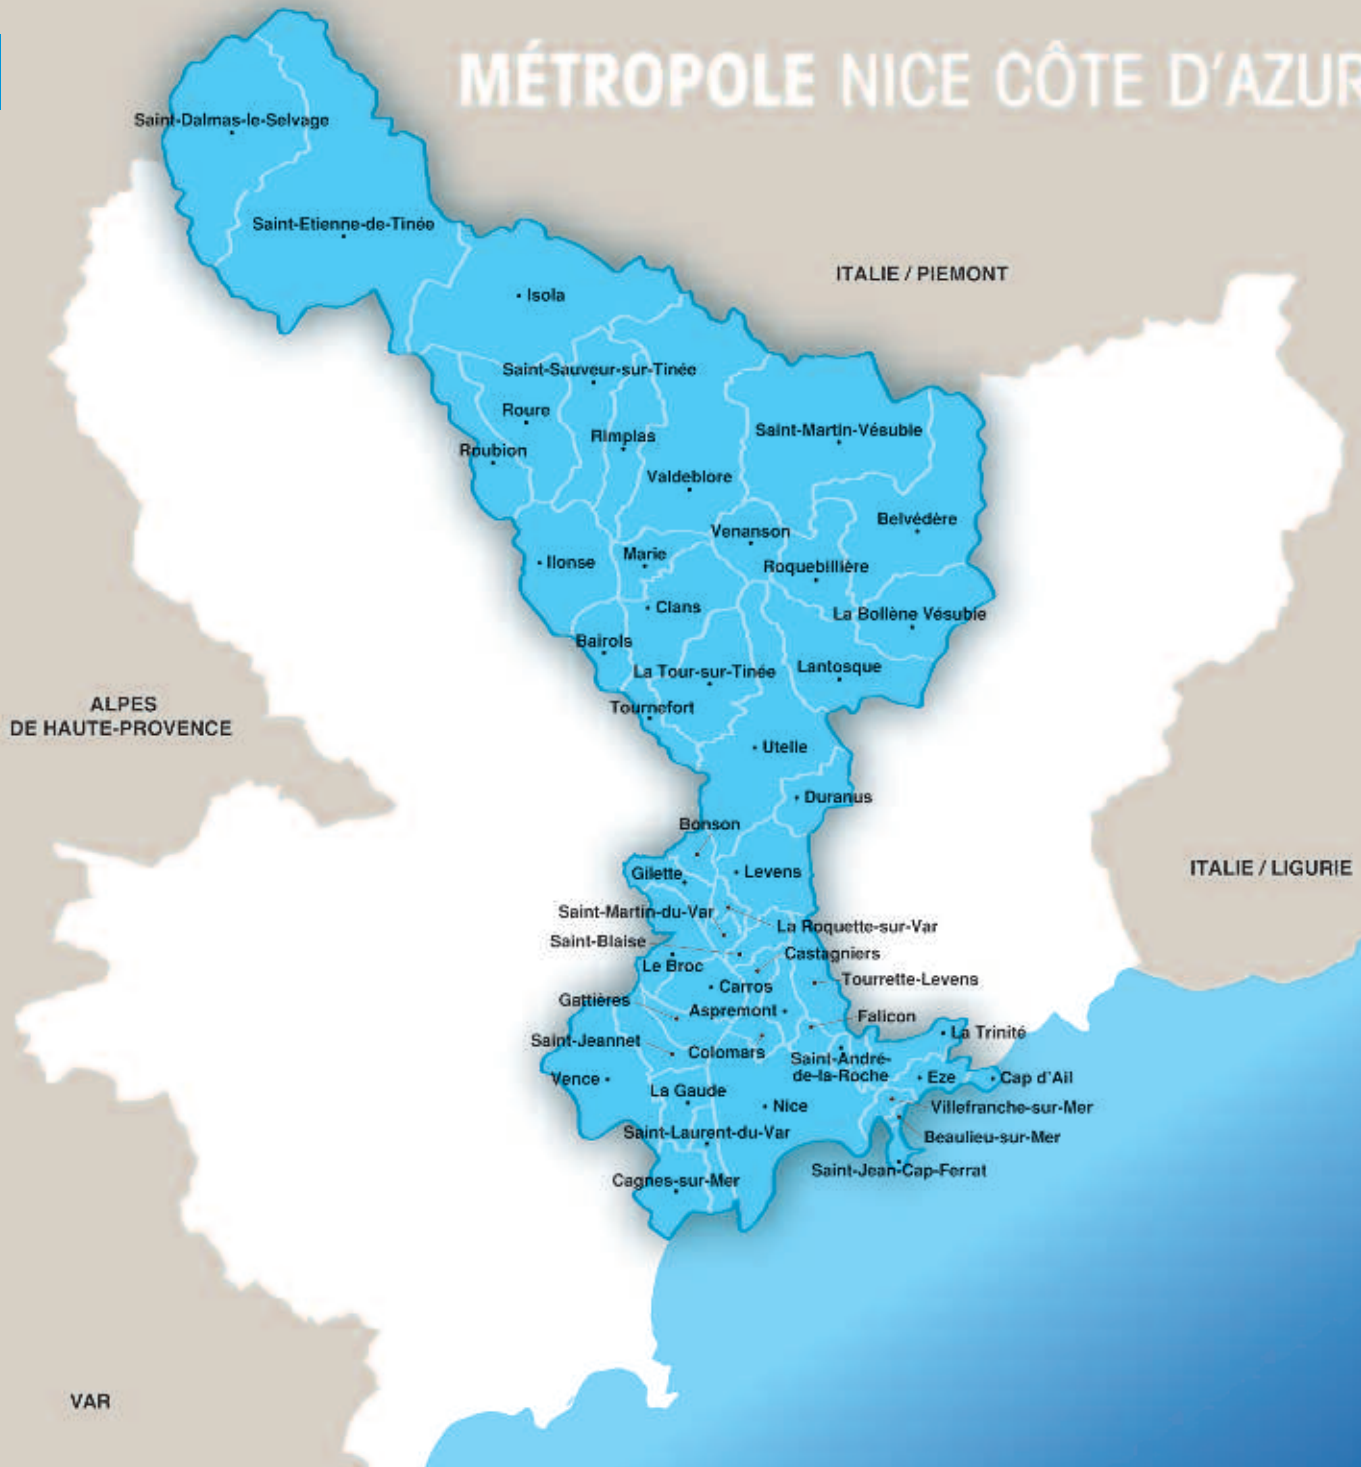 MÉTROPOLE NICE CÔTE D'AZUR
Saint-Dalmas-le-Selvage
Saint-Etienne-de-Tinée
ITALIE / PIEMONT
Isola
Saint-Sauveur-sur-Tinée
Roure
Rimplas
Saint-Martin-Vésubie
Roubion
Valdeblore
Belvédère
Venanson
Marie
Ilonse
Roquebillière
Clans
La Bollène Vésubie
Bairols
La Tour-sur-Tinée
Lantosque
ALPES
DE HAUTE-PROVENCE
Tournefort
Utelle
Duranus
Bonson
Gilette
Levens
ITALIE / LIGURIE
Saint-Martin-du-Var
La Roquette-sur-Var
Saint-Blaise
Castagniers
Le Broc
Tourrette-Levens
Carros
Gattières
Aspremont
Falicon
La Trinité
Saint-Jeannet
Colomars
Saint-André-
de-la-Roche
Vence
Eze
Cap d'Ail
La Gaude
Nice
Villefranche-sur-Mer
Saint-Laurent-du-Var
Beaulieu-sur-Mer
Saint-Jean-Cap-Ferrat
Cagnes-sur-Mer
VAR